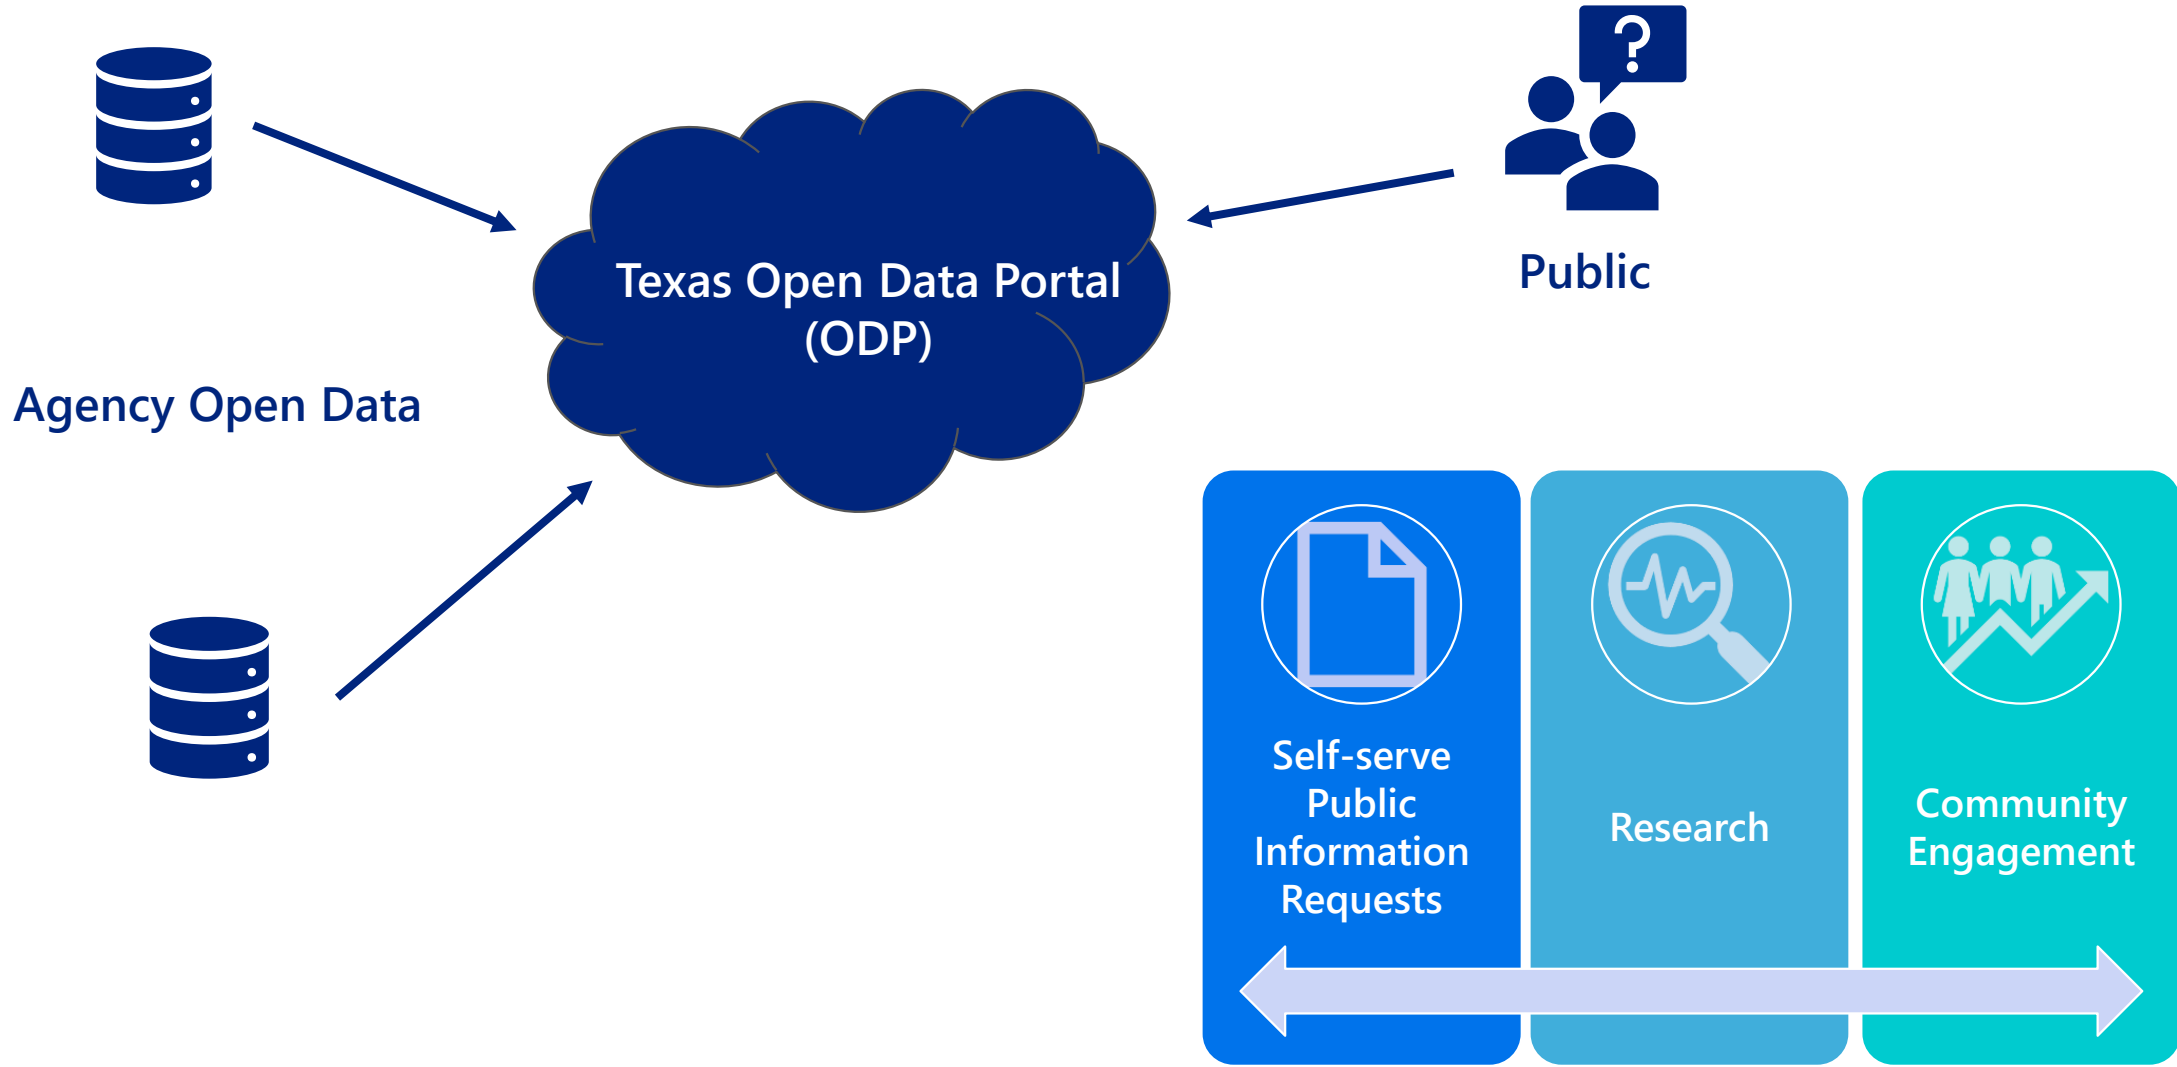 ?
Texas Open Data Portal
(ODP)
Public
Agency Open Data
Self-serve
Public
Information
Requests
Research
Community
Engagement